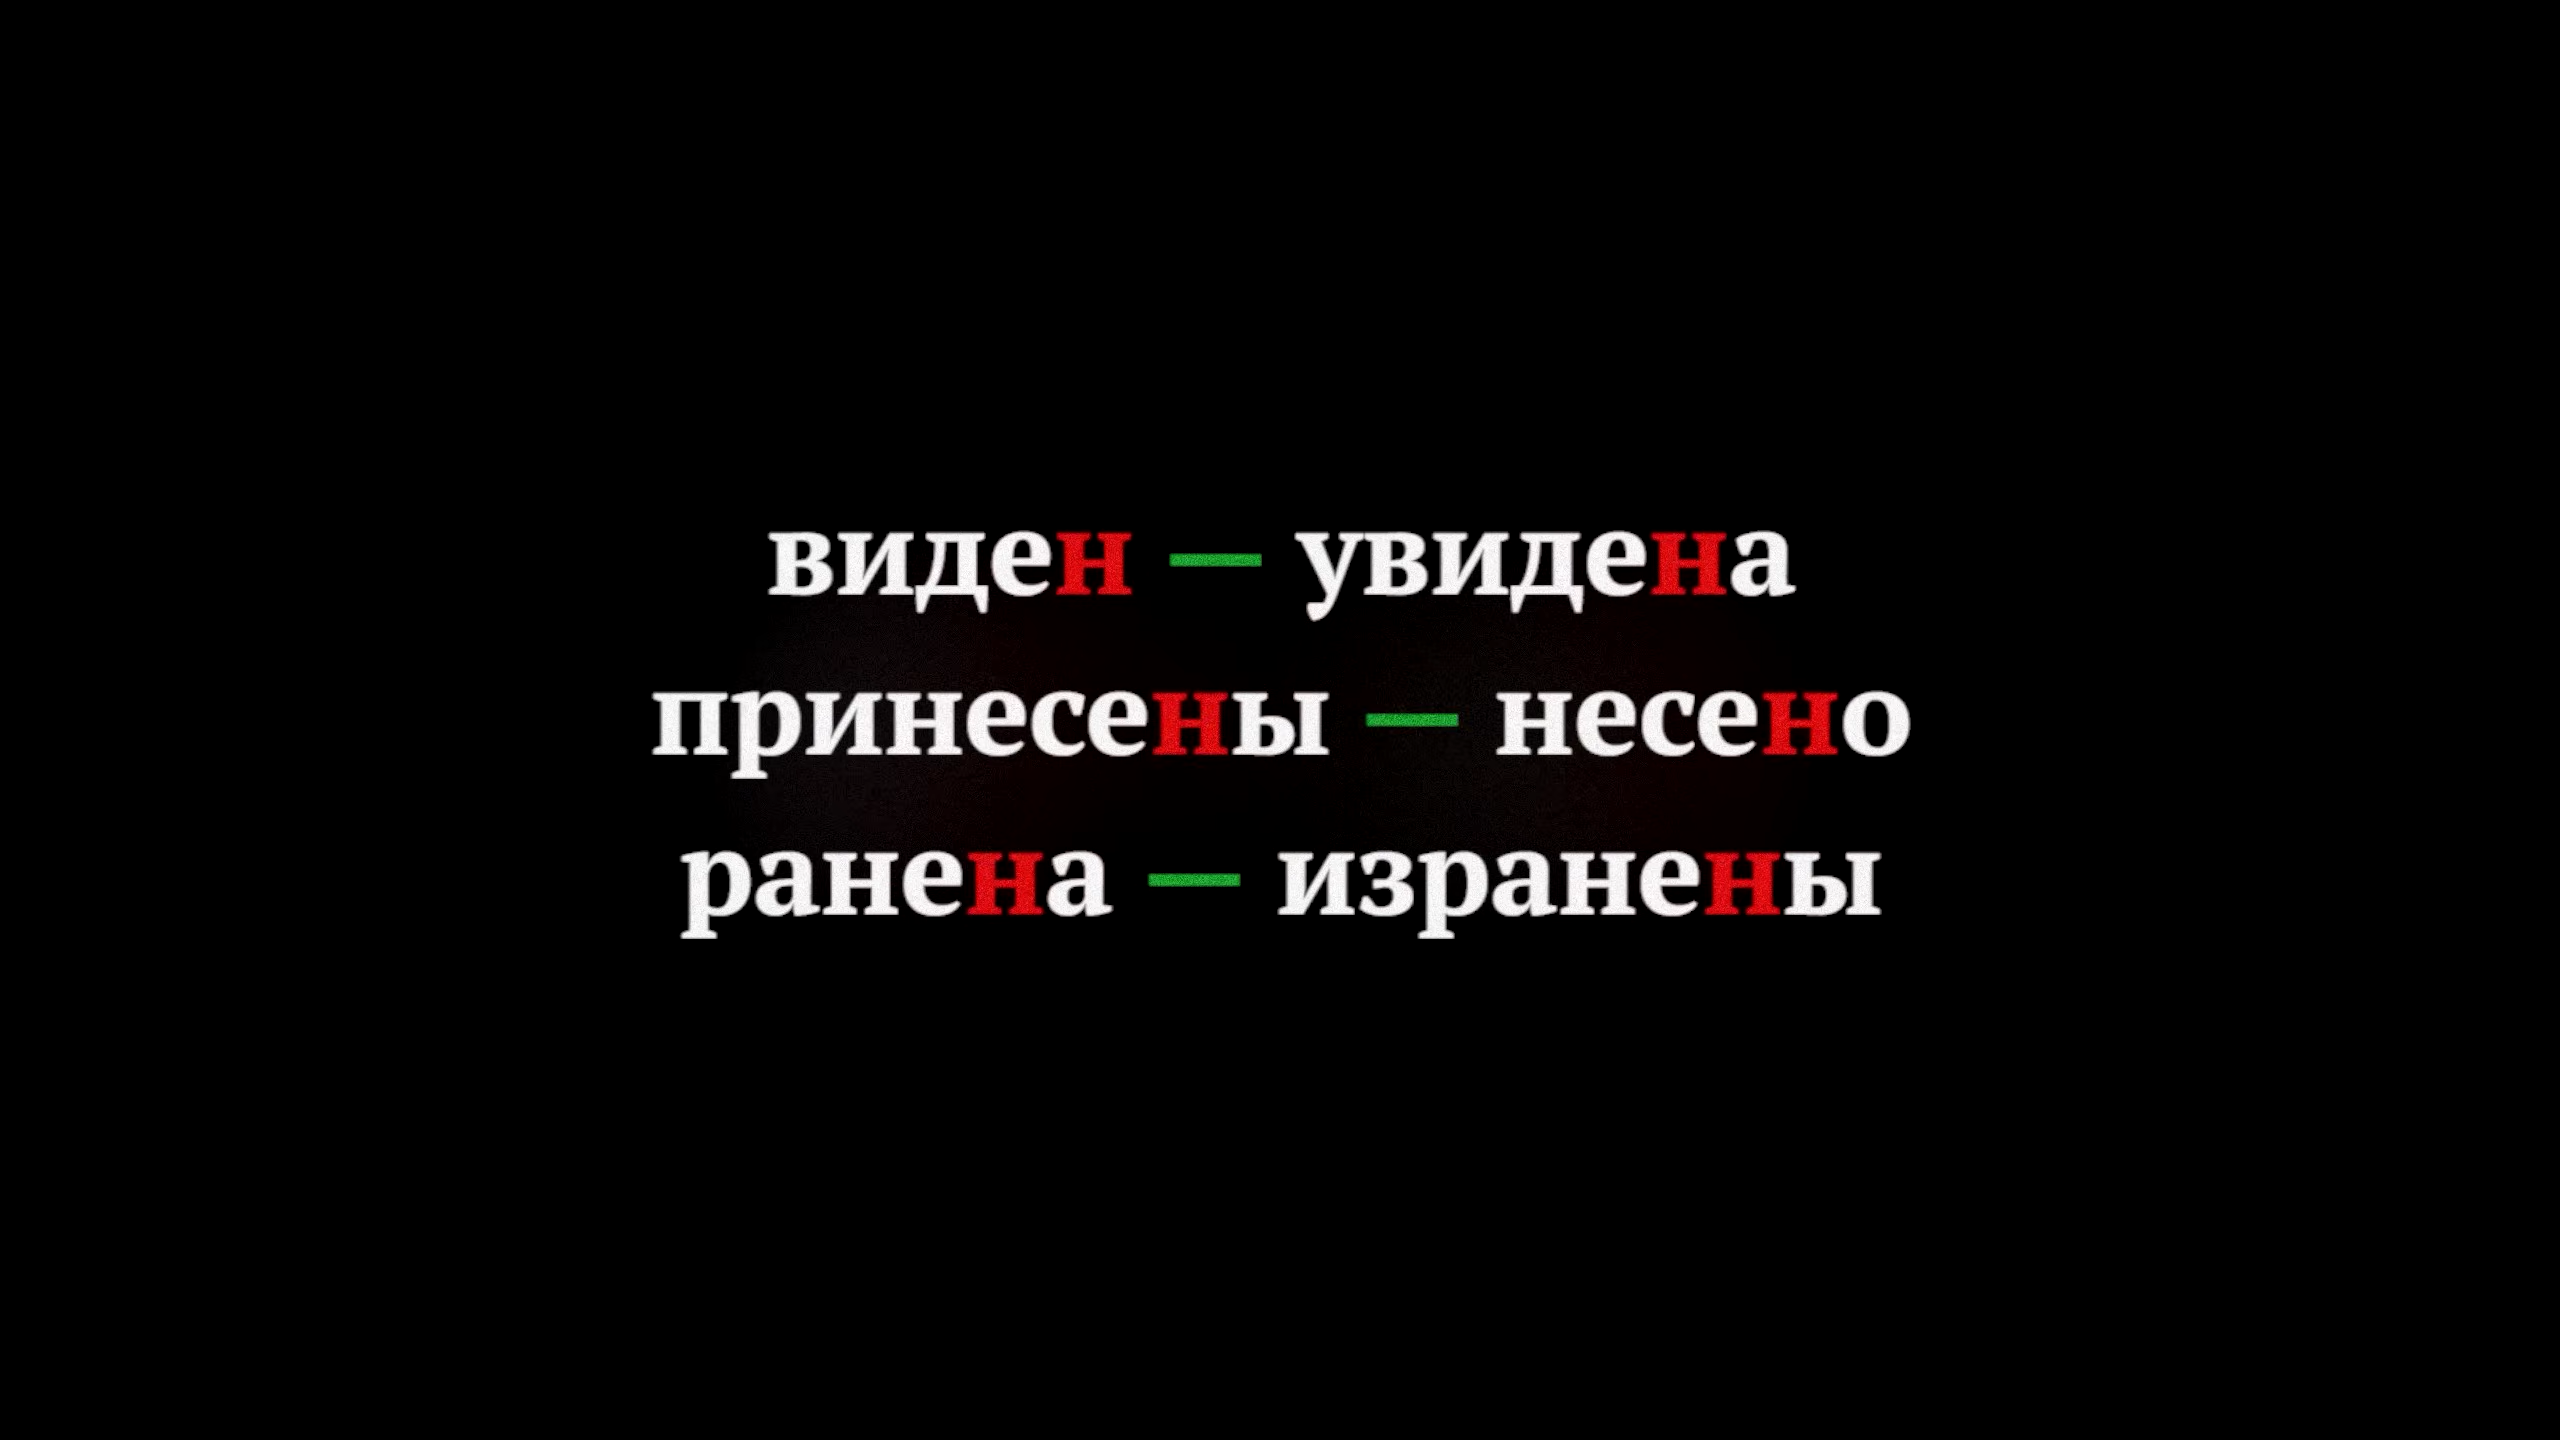 виден — увидена
принесены — несено
ранена — изранены